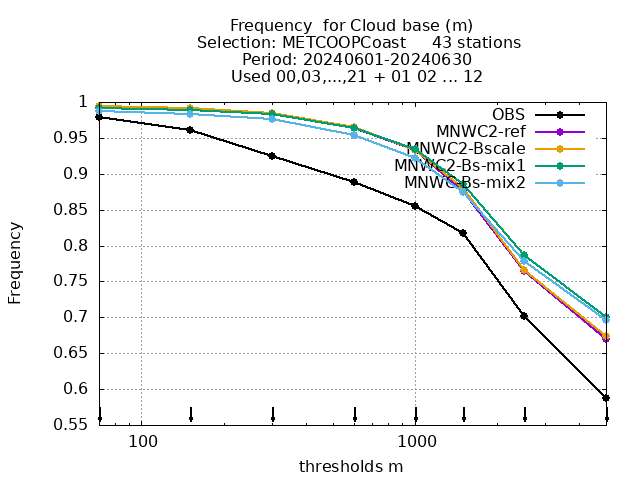 Frequency  for Cloud base (m)
Selection: METCOOPCoast     43 stations
Period: 20240601-20240630
Used 00,03,...,21 + 01 02 ... 12
OBS
MNWC2-ref
MNWC2-Bscale
MNWC2-Bs-mix1
MNWC2-Bs-mix2
1
0.95
0.9
0.85
0.8
0.75
0.7
0.65
0.6
0.55
Frequency
100
1000
thresholds m